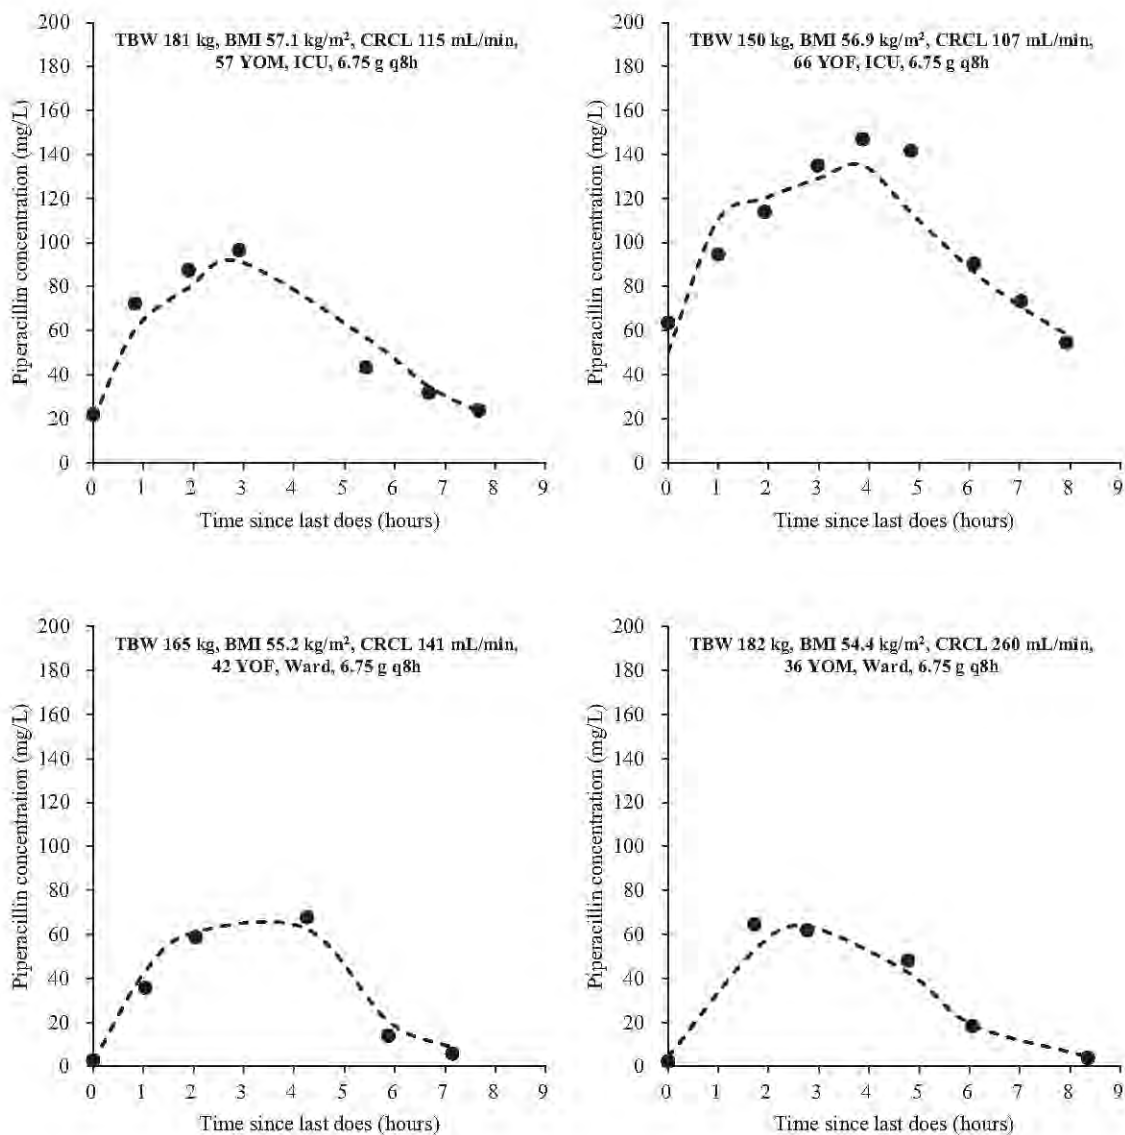 TBW 181 kg, BMI 57.1 kg/m², CRCL 115 mL/min,
57 YOM, ICU, 6.75 g q8h
Piperacillin concentration (mg/L)
200
180
160
140
120
100
80
60
40
20
0
0 1 2 3 4 5 6 7 8 9
Time since last does (hours)
TBW 150 kg, BMI 56.9 kg/m², CRCL 107 mL/min,
66 YOF, ICU, 6.75 g q8h
Piperacillin concentration (mg/L)
200
180
160
140
120
100
80
60
40
20
0
0 1 2 3 4 5 6 7 8 9
Time since last does (hours)
TBW 165 kg, BMI 55.2 kg/m², CRCL 141 mL/min,
42 YOF, Ward, 6.75 g q8h
Piperacillin concentration (mg/L)
200
180
160
140
120
100
80
60
40
20
0
0 1 2 3 4 5 6 7 8 9
Time since last does (hours)
TBW 182 kg, BMI 54.4 kg/m², CRCL 260 mL/min,
36 YOM, Ward, 6.75 g q8h
Piperacillin concentration (mg/L)
200
180
160
140
120
100
80
60
40
20
0
0 1 2 3 4 5 6 7 8 9
Time since last does (hours)